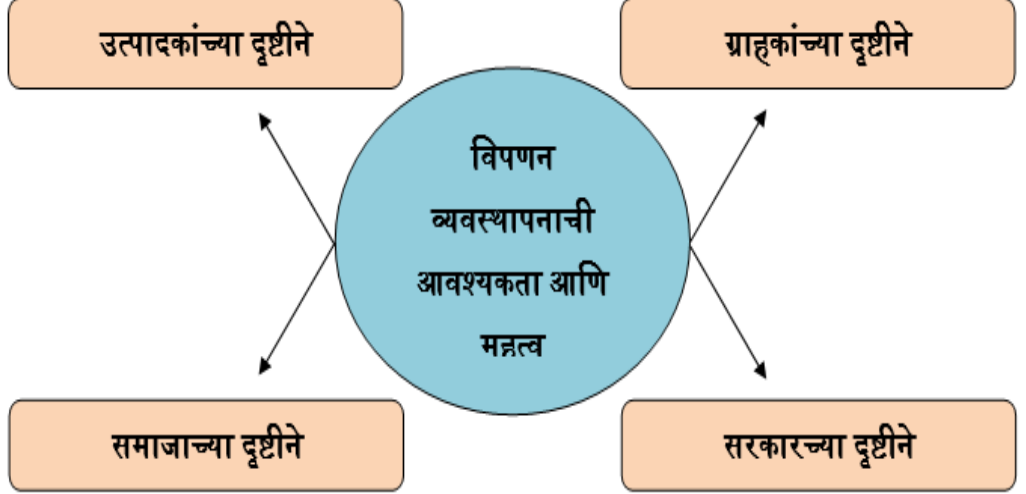 उत्पादकांच्या दृष्टीने
ग्राहकांच्या दृष्टीने
विपणन
व्यवस्थापनाची
आवश्यकता आणि
महत्व
समाजाच्या दृष्टीने
सरकारच्या दृष्टीने